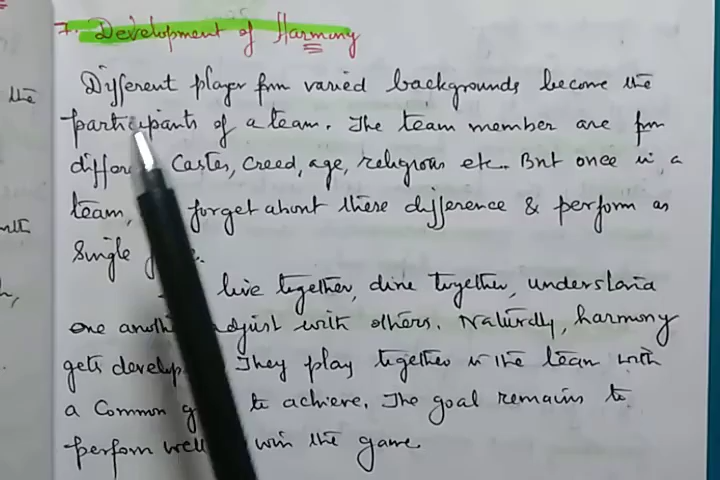 the
7. Development of Harmony
Different player from varied backgrounds become the
participants of a team. The team member are from
differ Castes, Creed, age, religious etc. But once in a
team, forget about these difference & perform as
Single
live together, dine together, understand
one anoth adjust with others. Naturally, harmony
gets develop They play together in the team with
a Common g to achieve. The goal remains to
perform well win the game.